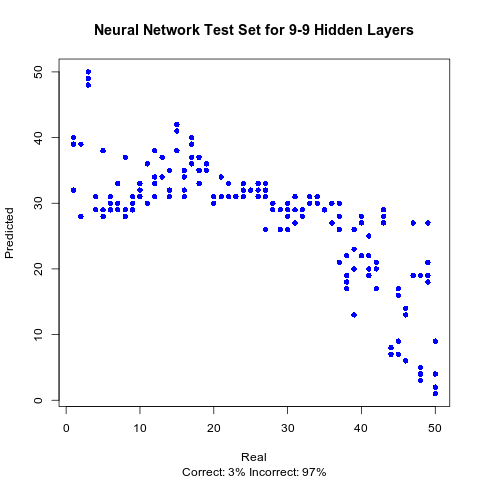 Neural Network Test Set for 9-9 Hidden Layers
50
40
30
20
10
0
Predicted
0 10 20 30 40 50
Real
Correct: 3% Incorrect: 97%